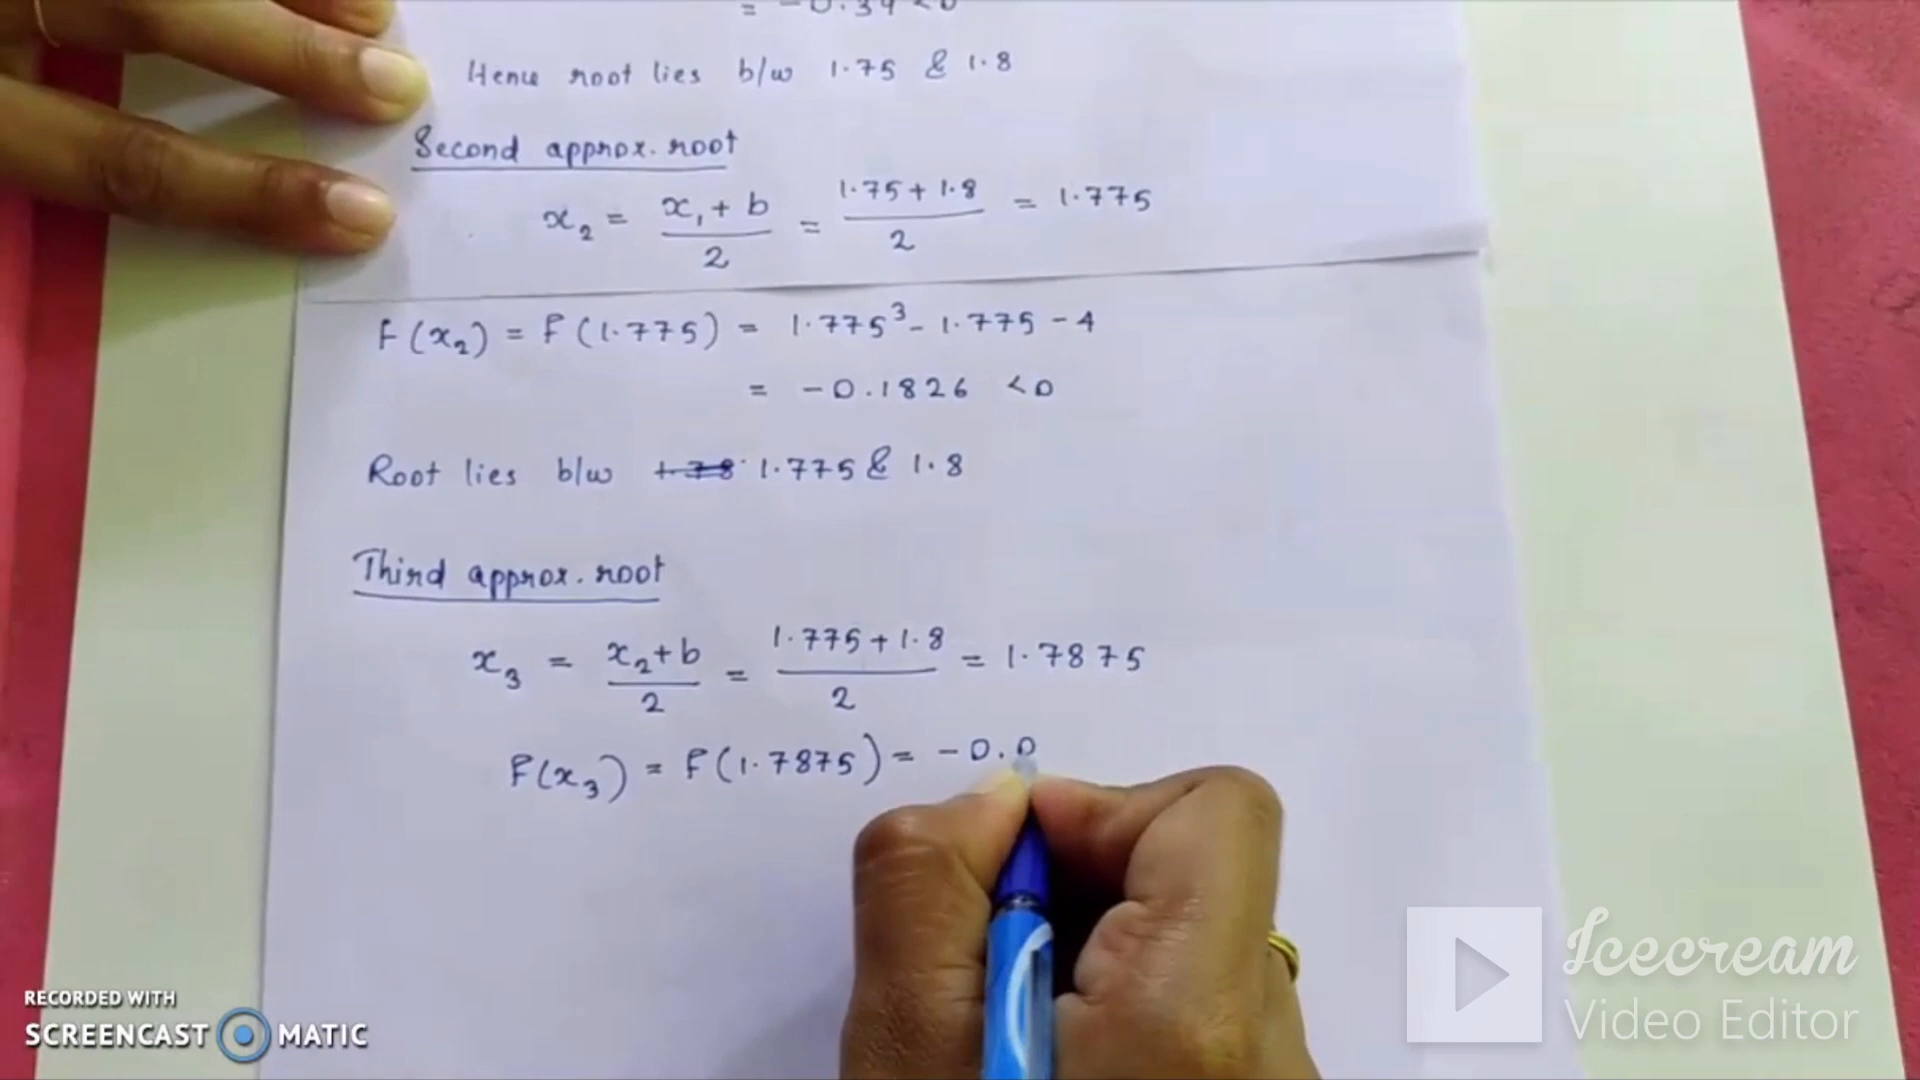 = -0.34 < 0
Hence root lies b/w 1.75 & 1.8
Second approx. root
x₂ = (x₁ + b)/2 = (1.75 + 1.8)/2 = 1.775
F(x₂) = F(1.775) = 1.775³ - 1.775 - 4
= -0.1826 < 0
Root lies b/w 1.775 & 1.8
Third approx. root
x₃ = (x₂ + b)/2 = (1.775 + 1.8)/2 = 1.7875
F(x₃) = F(1.7875) = -0.0
RECORDED WITH
SCREENCAST MATIC
Icecream
Video Editor